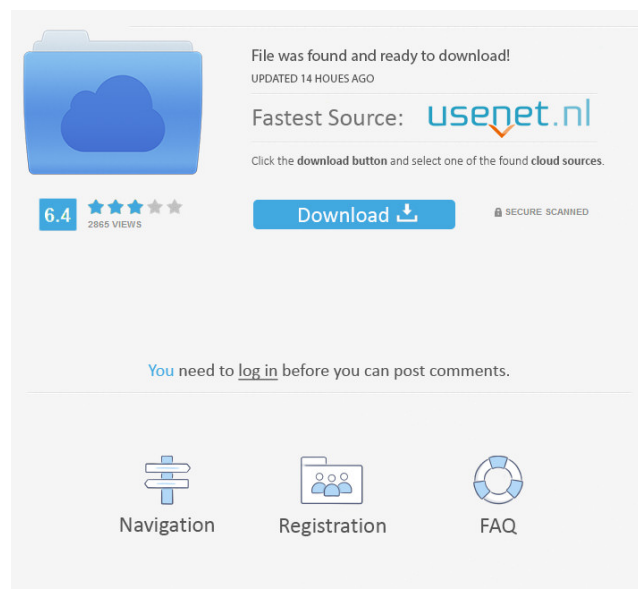 File was found and ready to download!
UPDATED 14 HOUES AGO
Fastest Source: usenet.nl
Click the download button and select one of the found cloud sources.
6.4
2865 VIEWS
Download
SECURE SCANNED
You need to log in before you can post comments.
Navigation
Registration
FAQ